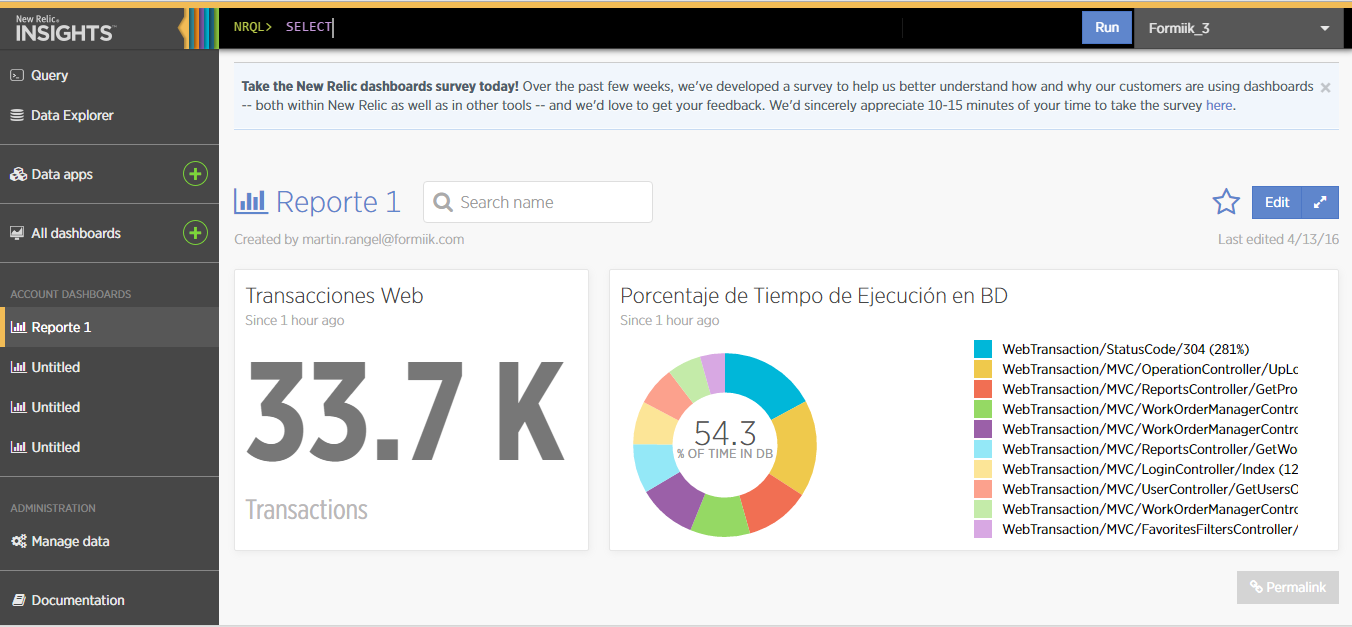 New Relic.
INSIGHTS™
NRQL> SELECT
Run
Formiik_3
Query
Data Explorer
Data apps
All dashboards
ACCOUNT DASHBOARDS
Reporte 1
Untitled
Untitled
Untitled
ADMINISTRATION
Manage data
Documentation
Take the New Relic dashboards survey today! Over the past few weeks, we've developed a survey to help us better understand how and why our customers are using dashboards
-- both within New Relic as well as in other tools -- and we'd love to get your feedback. We'd sincerely appreciate 10-15 minutes of your time to take the survey here.
Reporte 1
Search name
Edit
Created by martin.rangel@formiik.com
Last edited 4/13/16
Transacciones Web
Since 1 hour ago
33.7 K
Transactions
Porcentaje de Tiempo de Ejecución en BD
Since 1 hour ago
54.3
% OF TIME IN DB
WebTransaction/StatusCode/304 (281%)
WebTransaction/MVC/OperationController/UpLo
WebTransaction/MVC/ReportsController/GetPro
WebTransaction/MVC/WorkOrderManagerContro
WebTransaction/MVC/WorkOrderManagerContro
WebTransaction/MVC/ReportsController/GetWo
WebTransaction/MVC/LoginController/Index (12
WebTransaction/MVC/UserController/GetUsersO
WebTransaction/MVC/WorkOrderManagerContro
WebTransaction/MVC/FavoritesFiltersController/
Permalink